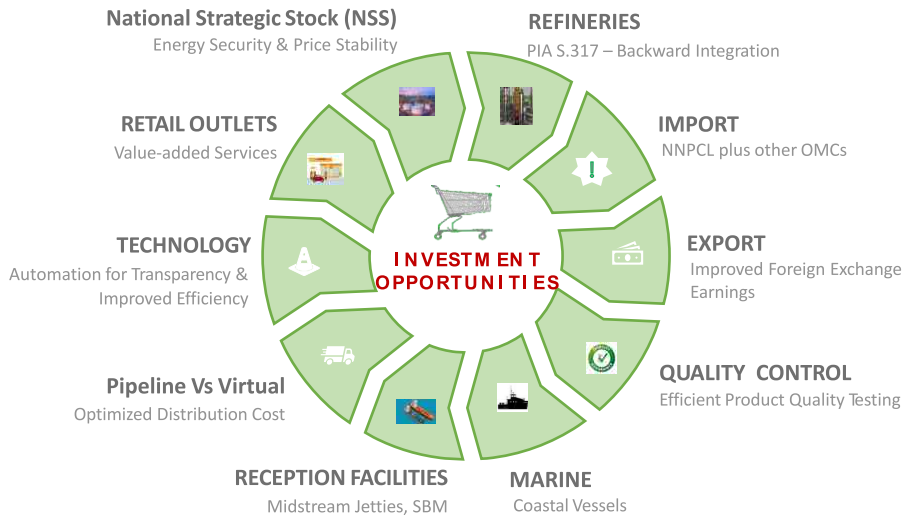 National Strategic Stock (NSS)
Energy Security & Price Stability
REFINERIES
PIA S.317 – Backward Integration
RETAIL OUTLETS
Value-added Services
IMPORT
NNPCL plus other OMCs
TECHNOLOGY
Automation for Transparency &
Improved Efficiency
INVESTMENT
OPPORTUNITIES
EXPORT
Improved Foreign Exchange
Earnings
Pipeline Vs Virtual
Optimized Distribution Cost
QUALITY CONTROL
Efficient Product Quality Testing
RECEPTION FACILITIES
Midstream Jetties, SBM
MARINE
Coastal Vessels